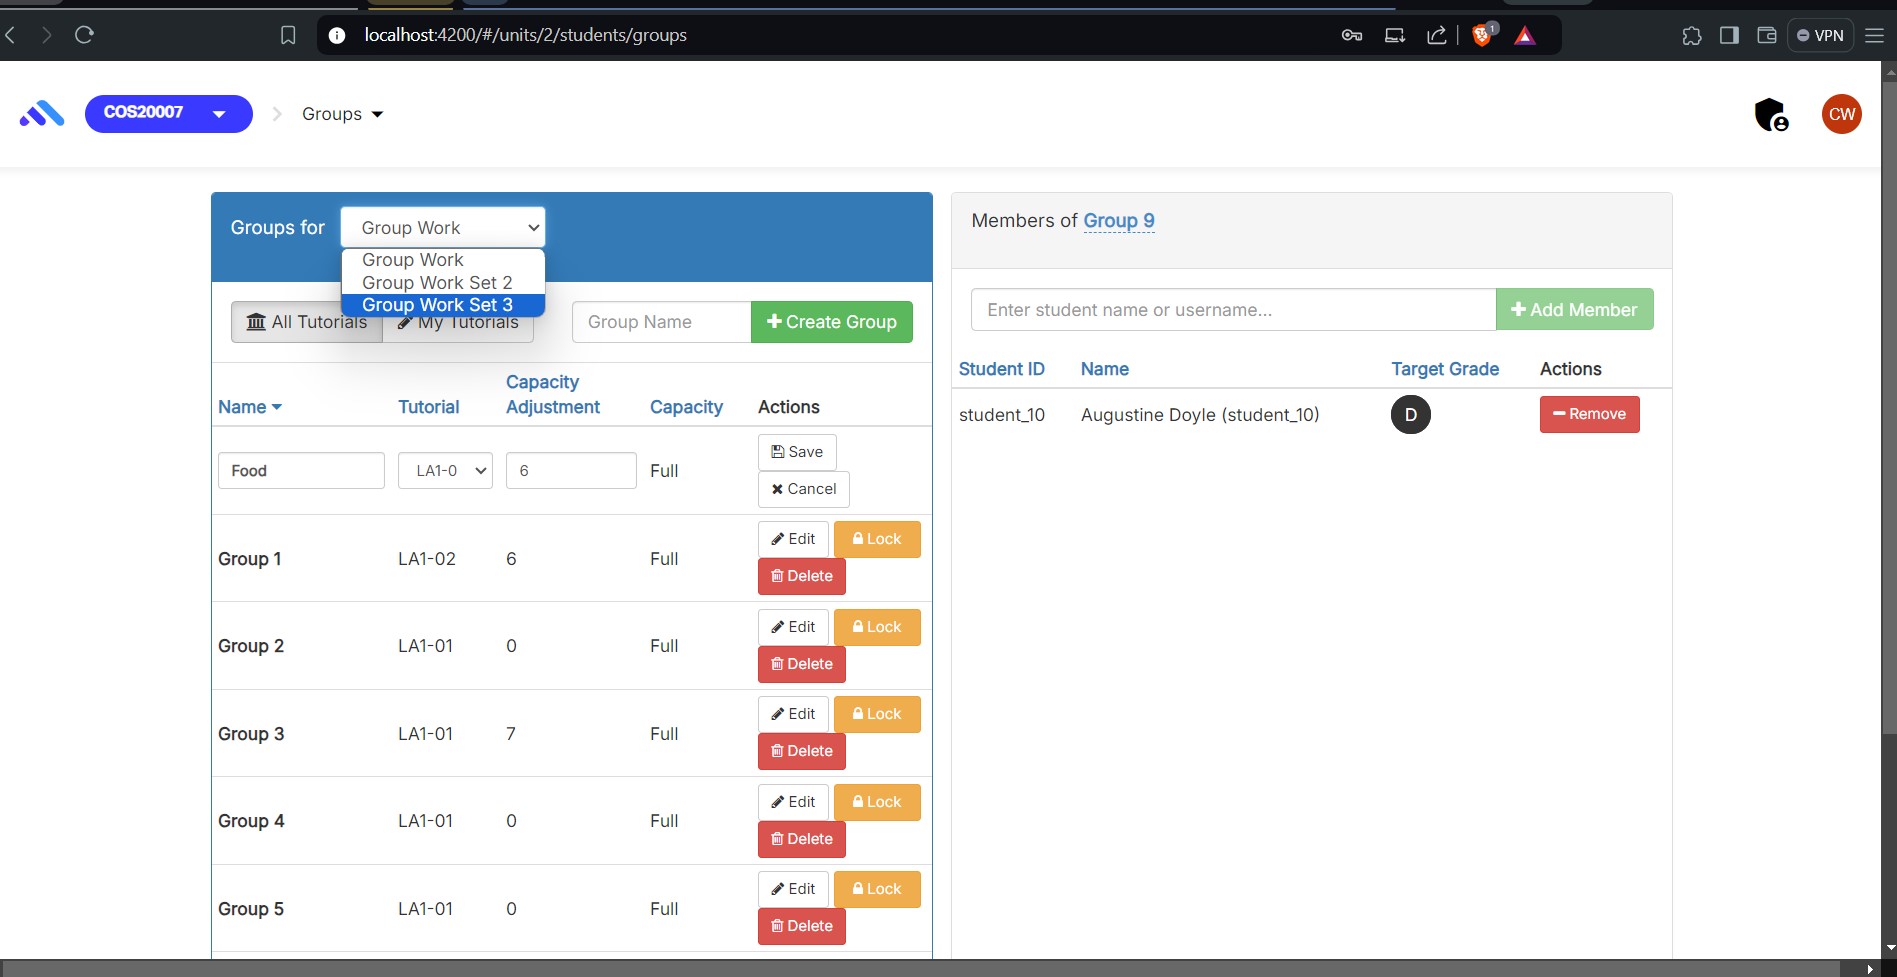 localhost:4200/#/units/2/students/groups
1
VPN
COS20007
Groups
CW
Groups for
Group Work
Group Work
Group Work Set 2
Group Work Set 3
All Tutorials
My Tutorials
Group Name
Create Group
Name
Tutorial
Capacity
Adjustment
Capacity
Actions
Food
LA1-0
6
Full
Save
Cancel
Group 1
LA1-02
6
Full
Edit
Lock
Delete
Group 2
LA1-01
0
Full
Edit
Lock
Delete
Group 3
LA1-01
7
Full
Edit
Lock
Delete
Group 4
LA1-01
0
Full
Edit
Lock
Delete
Group 5
LA1-01
0
Full
Edit
Lock
Delete
Members of Group 9
Enter student name or username...
Add Member
Student ID
Name
Target Grade
Actions
student_10
Augustine Doyle (student_10)
D
Remove